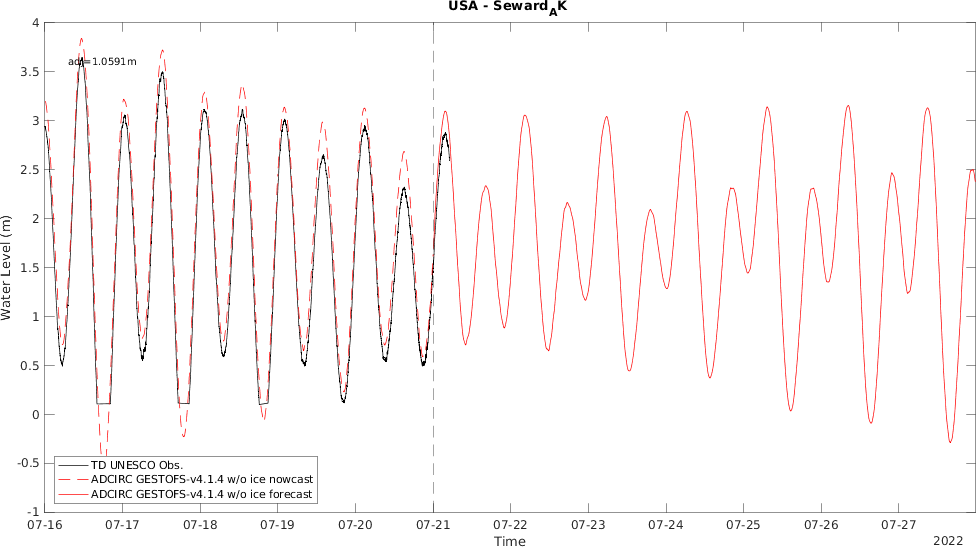 USA - Seward_AK
4
adj=1.0591m
3.5
3
2.5
2
1.5
1
0.5
0
-0.5
-1
Water Level (m)
TD UNESCO Obs.
ADCIRC GESTOFS-v4.1.4 w/o ice nowcast
ADCIRC GESTOFS-v4.1.4 w/o ice forecast
07-16 07-17 07-18 07-19 07-20 07-21 07-22 07-23 07-24 07-25 07-26 07-27
Time
2022